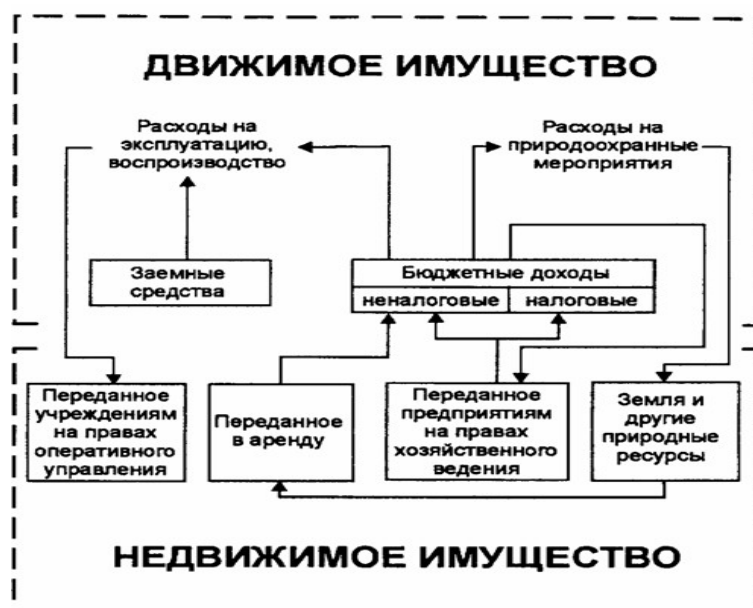 ДВИЖИМОЕ ИМУЩЕСТВО
Расходы на
эксплуатацию,
воспроизводство
Расходы на
природоохранные
мероприятия
Заемные
средства
Бюджетные доходы
неналоговые
налоговые
Переданное
учреждениям
на правах
оперативного
управления
Переданное
в аренду
Переданное
предприятиям
на правах
хозяйственного
ведения
Земля и
другие
природные
ресурсы
НЕДВИЖИМОЕ ИМУЩЕСТВО